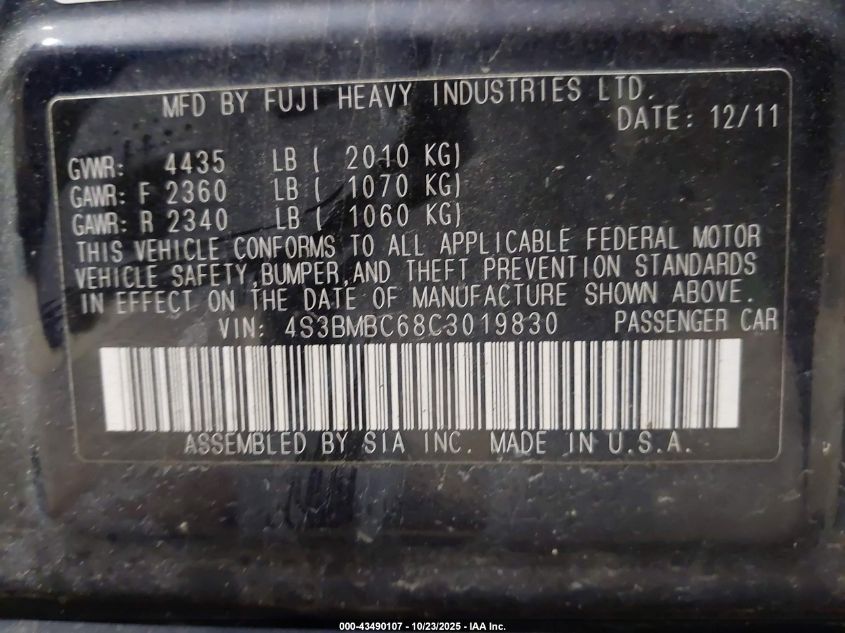 MFD BY FUJI HEAVY INDUSTRIES LTD.
DATE: 12/11
GVWR: 4435 LB ( 2010 KG)
GAWR: F 2360 LB ( 1070 KG)
GAWR: R 2340 LB ( 1060 KG)
THIS VEHICLE CONFORMS TO ALL APPLICABLE FEDERAL MOTOR
VEHICLE SAFETY,BUMPER,AND THEFT PREVENTION STANDARDS
IN EFFECT ON THE DATE OF MANUFACTURE SHOWN ABOVE.
VIN: 4S3BMBC68C3019830 PASSENGER CAR
ASSEMBLED BY SIA INC. MADE IN U.S.A.
000-43490107 - 10/23/2025 - IAA Inc.